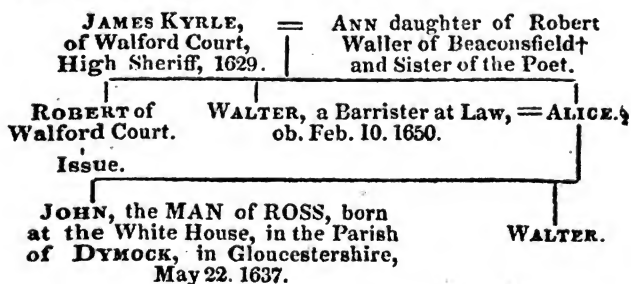 JAMES KYRLE, = ANN daughter of Robert
of Walford Court, Waller of Beaconsfield†
High Sheriff, 1629. and Sister of the Poet.
ROBERT of WALTER, a Barrister at Law, = ALICE.
Walford Court. ob. Feb. 10. 1650.
Issue.
JOHN, the MAN of ROSS, born
at the White House, in the Parish WALTER.
of DYMOCK, in Gloucestershire,
May 22. 1637.